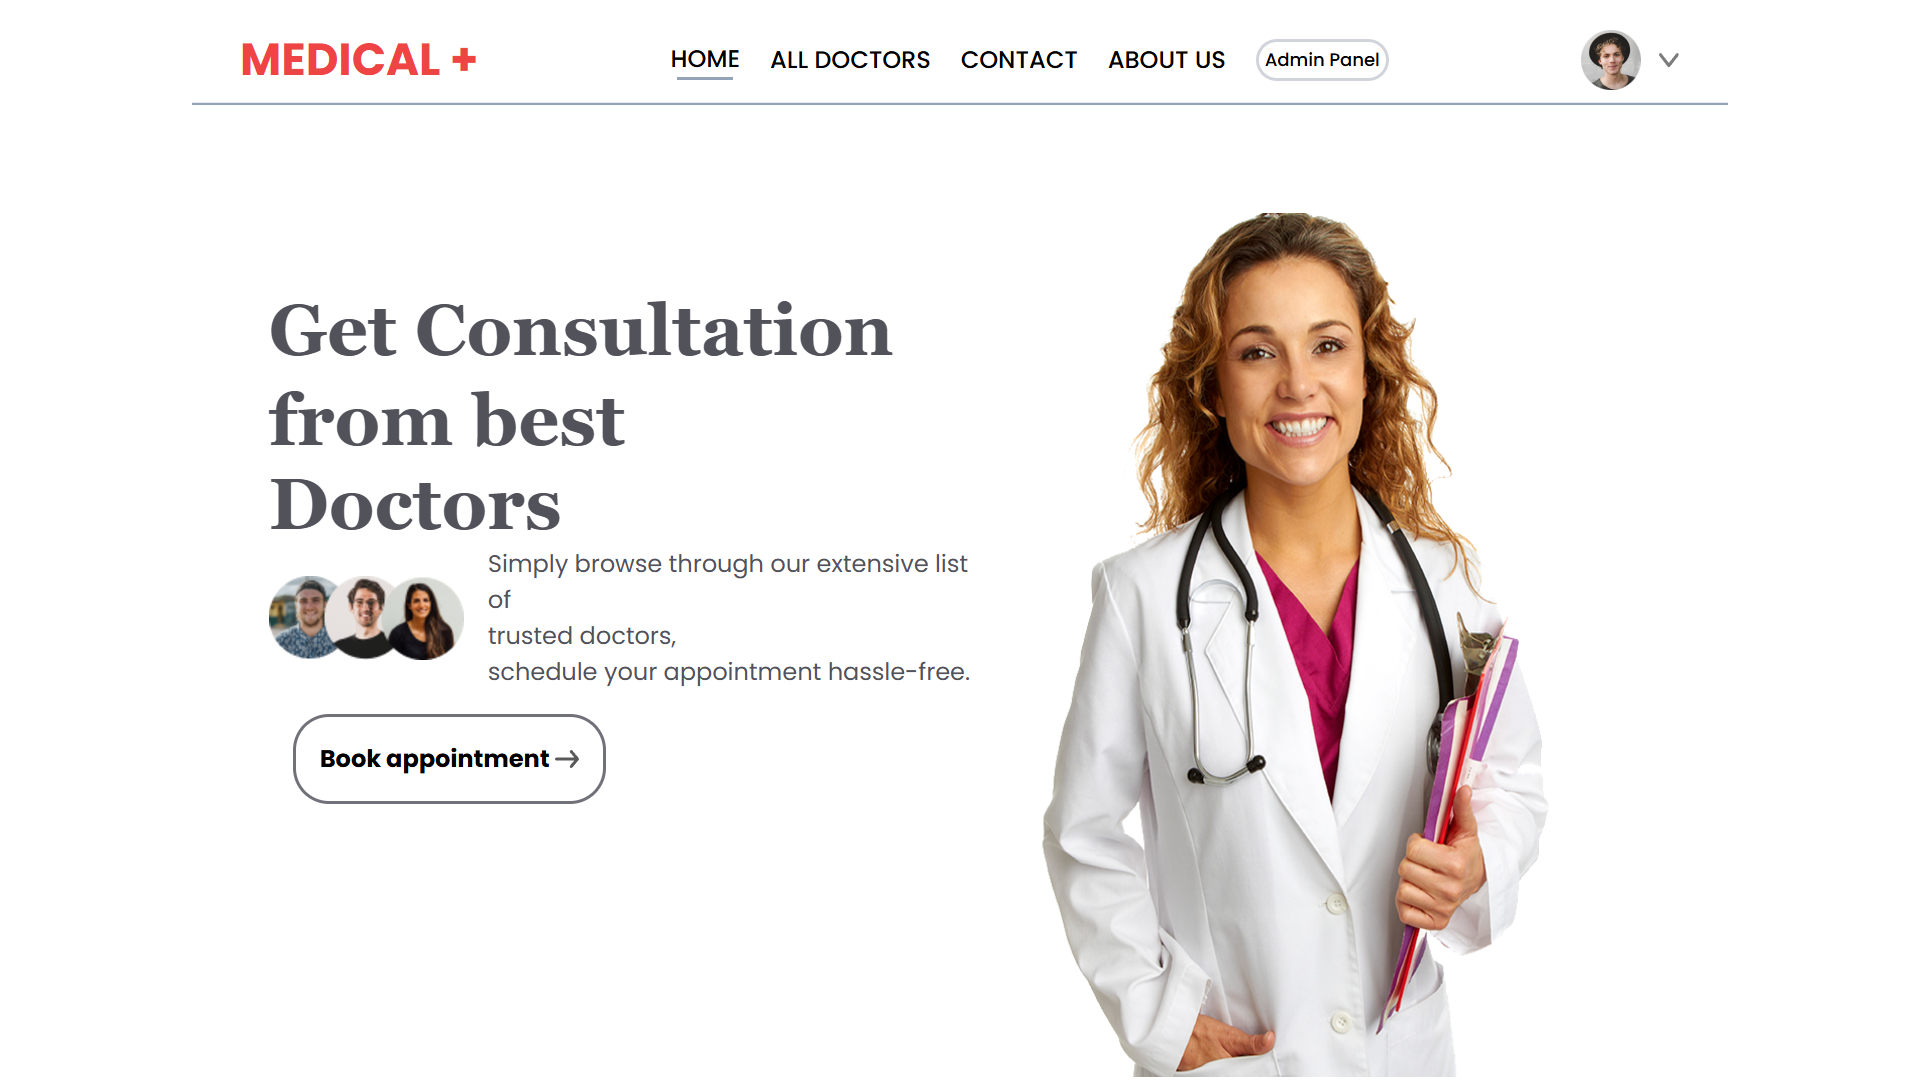 MEDICAL +
HOME
ALL DOCTORS
CONTACT
ABOUT US
Admin Panel
Get Consultation
from best
Doctors
Simply browse through our extensive list
of
trusted doctors,
schedule your appointment hassle-free.
Book appointment